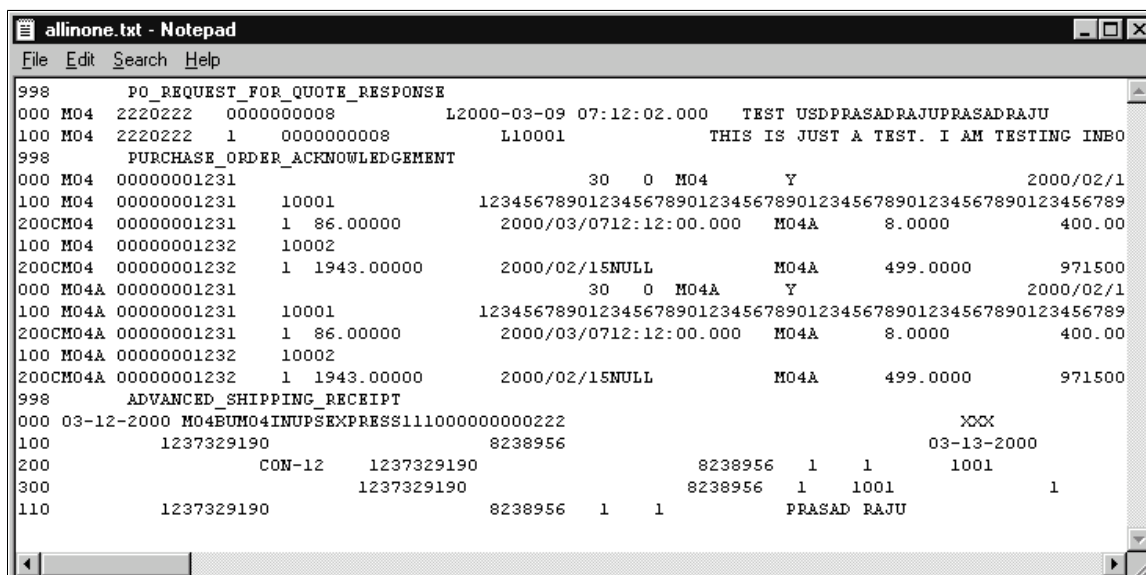 allinone.txt - Notepad
File Edit Search Help
998 PO_REQUEST_FOR_QUOTE_RESPONSE
000 M04 2220222 0000000008 L2000-03-09 07:12:02.000 TEST USDPRASADRAJUPRASADRAJU
100 M04 2220222 1 0000000008 L10001 THIS IS JUST A TEST. I AM TESTING INBO
998 PURCHASE_ORDER_ACKNOWLEDGEMENT
000 M04 00000001231 30 0 M04 Y 2000/02/1
100 M04 00000001231 10001 12345678901234567890123456789012345678901234567890123456789
200CM04 00000001231 1 86.00000 2000/03/0712:12:00.000 M04A 8.0000 400.00
100 M04 00000001232 10002
200CM04 00000001232 1 1943.00000 2000/02/15NULL M04A 499.0000 971500
000 M04A 00000001231 30 0 M04A Y 2000/02/1
100 M04A 00000001231 10001 12345678901234567890123456789012345678901234567890123456789
200CM04A 00000001231 1 86.00000 2000/03/0712:12:00.000 M04A 8.0000 400.00
100 M04A 00000001232 10002
200CM04A 00000001232 1 1943.00000 2000/02/15NULL M04A 499.0000 971500
998 ADVANCED_SHIPPING_RECEIPT
000 03-12-2000 M04BUM04INUPSEXPRESS111000000000222 XXX
100 1237329190 8238956 03-13-2000
200 CON-12 1237329190 8238956 1 1 1001
300 1237329190 8238956 1 1001 1
110 1237329190 8238956 1 1 PRASAD RAJU